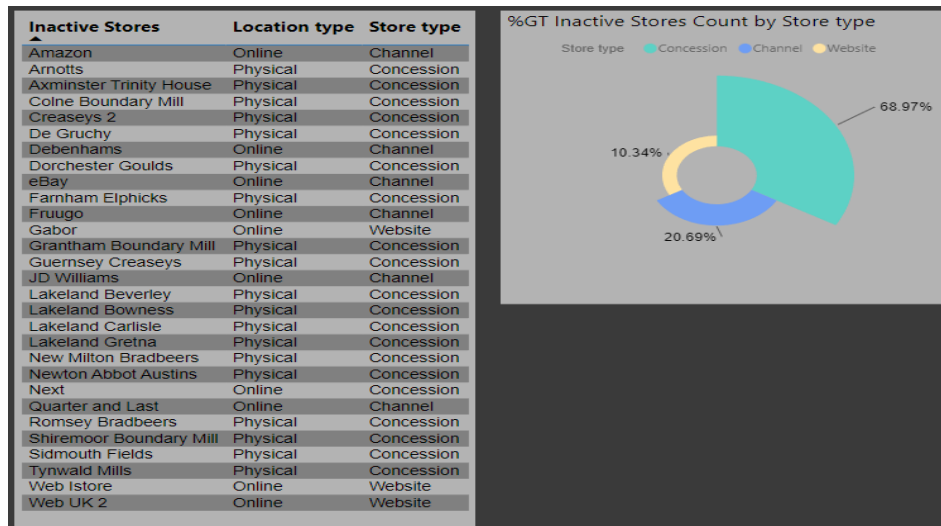 Inactive Stores Location type Store type
Amazon Online Channel
Arnotts Physical Concession
Axminster Trinity House Physical Concession
Colne Boundary Mill Physical Concession
Creaseys 2 Physical Concession
De Gruchy Physical Concession
Debenhams Online Channel
Dorchester Goulds Physical Concession
eBay Online Channel
Farnham Elphicks Physical Concession
Fruugo Online Channel
Gabor Online Website
Grantham Boundary Mill Physical Concession
Guernsey Creaseys Physical Concession
JD Williams Online Channel
Lakeland Beverley Physical Concession
Lakeland Bowness Physical Concession
Lakeland Carlisle Physical Concession
Lakeland Gretna Physical Concession
New Milton Bradbeers Physical Concession
Newton Abbot Austins Physical Concession
Next Online Concession
Quarter and Last Online Channel
Romsey Bradbeers Physical Concession
Shiremoor Boundary Mill Physical Concession
Sidmouth Fields Physical Concession
Tynwald Mills Physical Concession
Web Istore Online Website
Web UK 2 Online Website
%GT Inactive Stores Count by Store type
Store type Concession Channel Website
68.97%
10.34%
20.69%